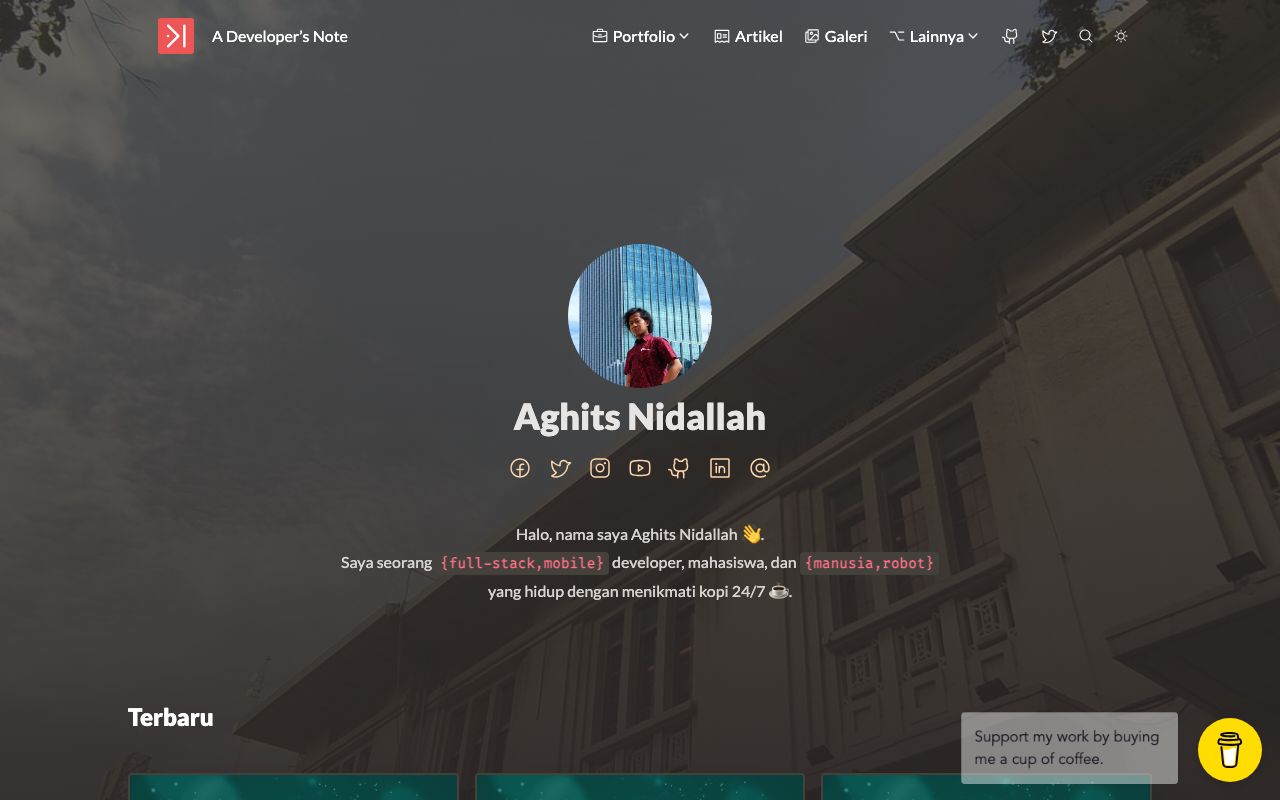 A Developer's Note
Portfolio
Artikel
Galeri
Lainnya
Aghits Nidallah
Halo, nama saya Aghits Nidallah 👋.
Saya seorang {full-stack,mobile} developer, mahasiswa, dan {manusia,robot}
yang hidup dengan menikmati kopi 24/7 ☕.
Terbaru
Support my work by buying
me a cup of coffee.